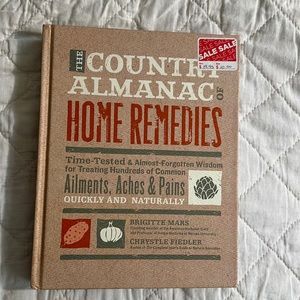 SALE SALE
THE
COUNTRY
ALMANAC
OF
HOME REMEDIES
Time-Tested & Almost-Forgotten Wisdom
for Treating Hundreds of Common
Ailments, Aches & Pains
QUICKLY AND NATURALLY
BRIGITTE MARS
CHRYSTLE FIEDLER